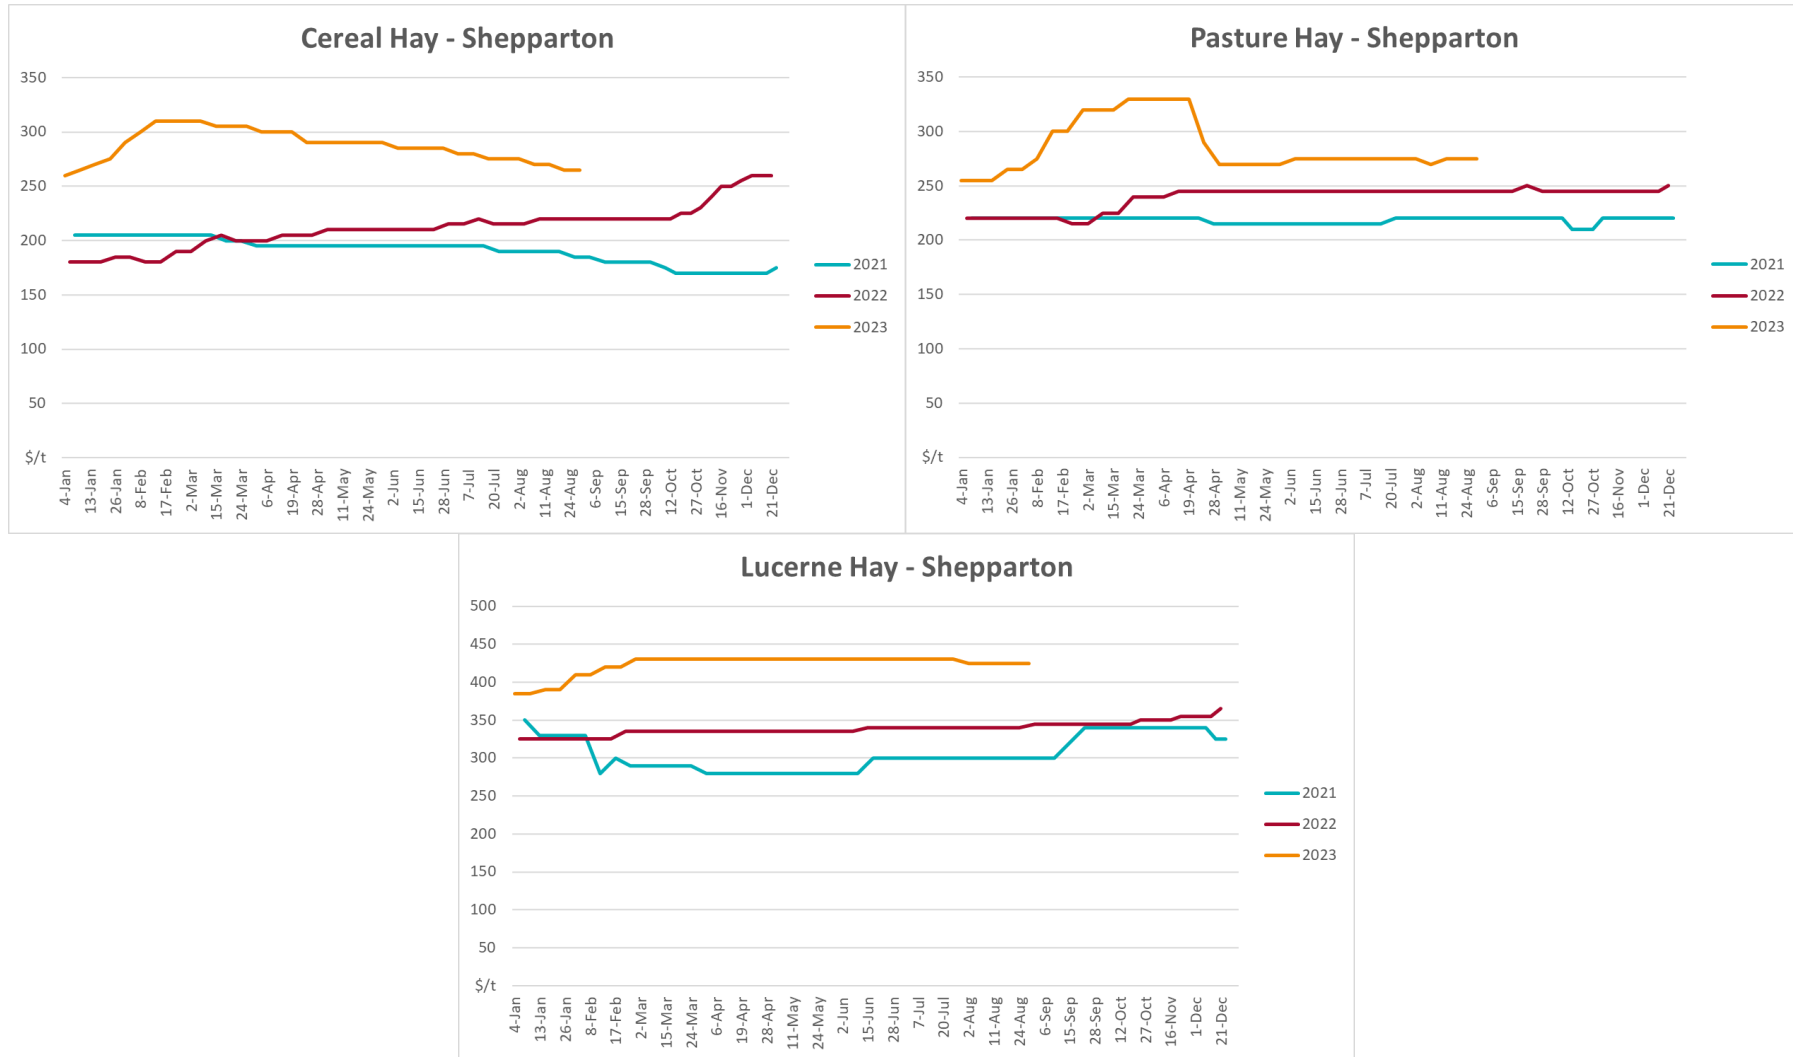 Cereal Hay - Shepparton
350
300
250
200
150
100
50
$/t
4-Jan
13-Jan
26-Jan
8-Feb
17-Feb
2-Mar
15-Mar
24-Mar
6-Apr
19-Apr
28-Apr
11-May
24-May
2-Jun
15-Jun
28-Jun
7-Jul
20-Jul
2-Aug
11-Aug
24-Aug
6-Sep
15-Sep
28-Sep
12-Oct
27-Oct
16-Nov
1-Dec
21-Dec
2021
2022
2023
Pasture Hay - Shepparton
350
300
250
200
150
100
50
$/t
4-Jan
13-Jan
26-Jan
8-Feb
17-Feb
2-Mar
15-Mar
24-Mar
6-Apr
19-Apr
28-Apr
11-May
24-May
2-Jun
15-Jun
28-Jun
7-Jul
20-Jul
2-Aug
11-Aug
24-Aug
6-Sep
15-Sep
28-Sep
12-Oct
27-Oct
16-Nov
1-Dec
21-Dec
2021
2022
2023
Lucerne Hay - Shepparton
500
450
400
350
300
250
200
150
100
50
$/t
4-Jan
13-Jan
26-Jan
8-Feb
17-Feb
2-Mar
15-Mar
24-Mar
6-Apr
19-Apr
28-Apr
11-May
24-May
2-Jun
15-Jun
28-Jun
7-Jul
20-Jul
2-Aug
11-Aug
24-Aug
6-Sep
15-Sep
28-Sep
12-Oct
27-Oct
16-Nov
1-Dec
21-Dec
2021
2022
2023